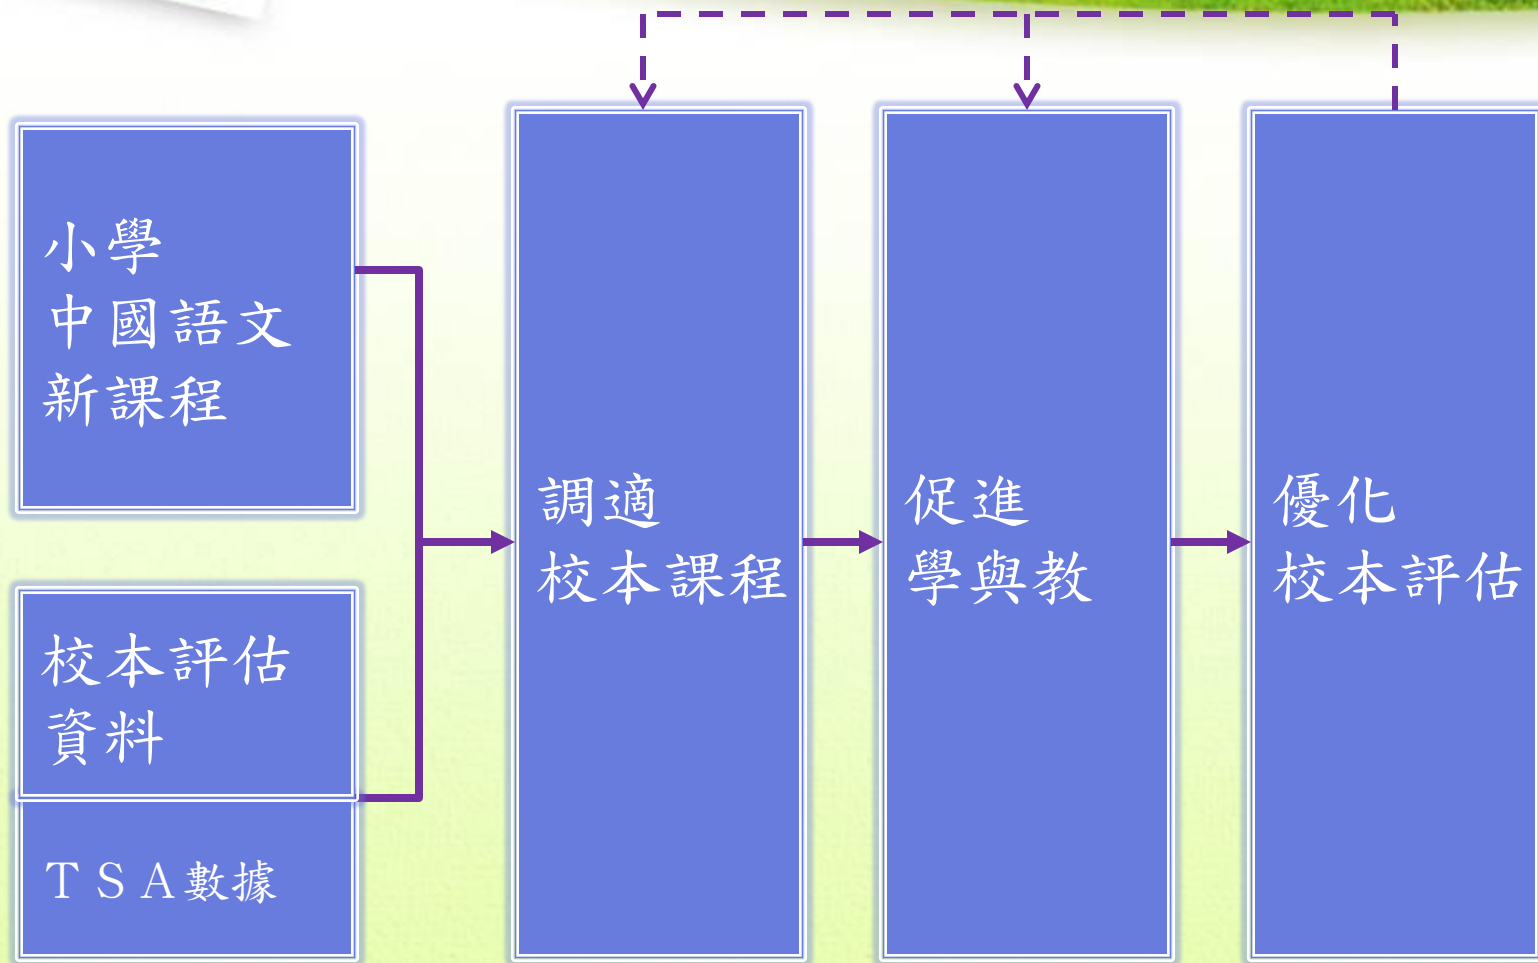 小學
中國語文
新課程
校本評估
資料
ＴＳＡ數據
調適
校本課程
促進
學與教
優化
校本評估